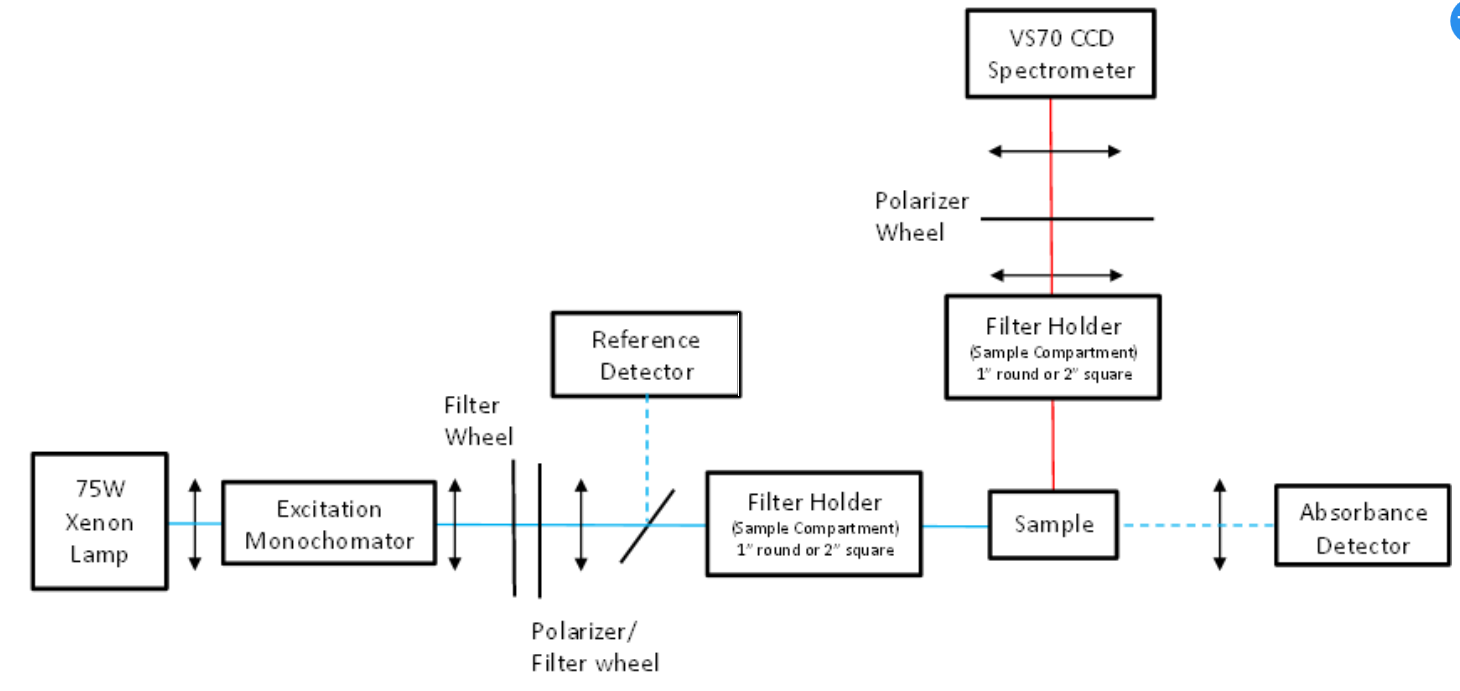 VS70 CCD
Spectrometer
Polarizer
Wheel
Filter Holder
(Sample Compartment)
1” round or 2” square
Reference
Detector
Filter
Wheel
75W
Xenon
Lamp
Excitation
Monochomator
Filter Holder
(Sample Compartment)
1” round or 2” square
Sample
Absorbance
Detector
Polarizer/
Filter wheel